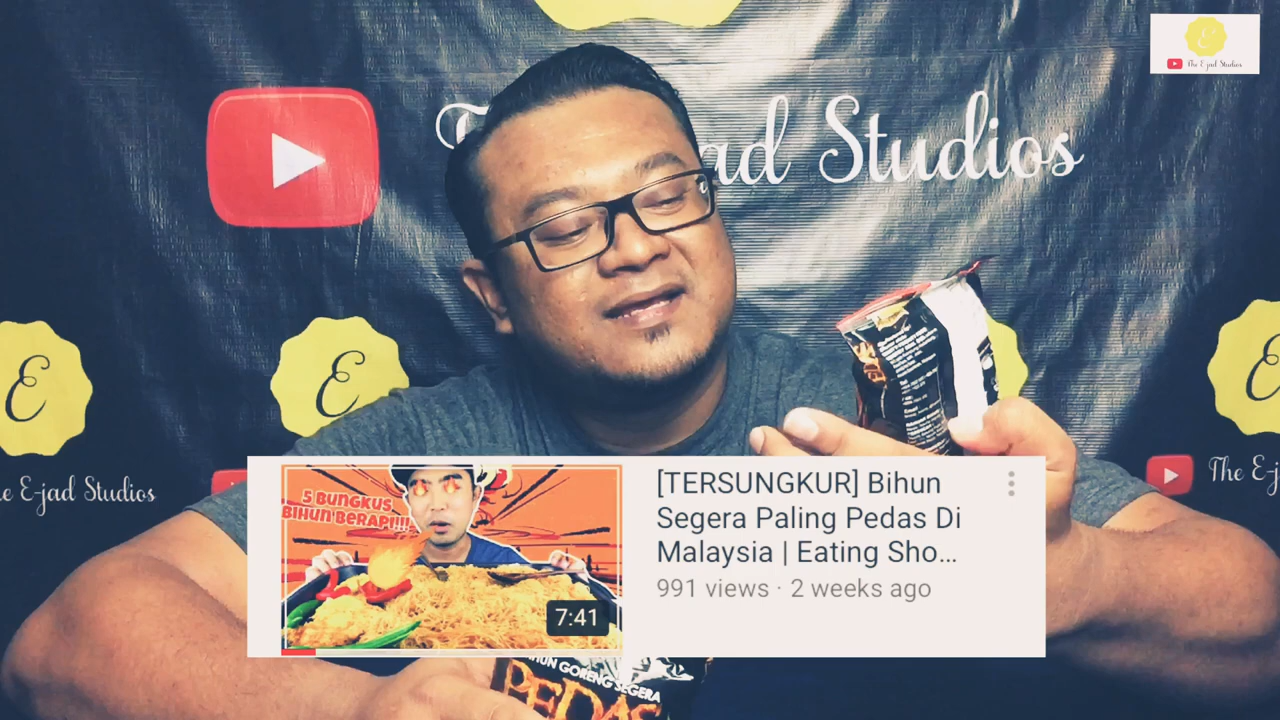 E
The E-jad Studios
ad Studios
E
E
E
e E-jad Studios
The E-j
5 BUNGKUS
BIHUN BERAPI!!!!
7:41
[TERSUNGKUR] Bihun
Segera Paling Pedas Di
Malaysia | Eating Sho...
991 views · 2 weeks ago
HUN GORENG SEGERA
PEDAS